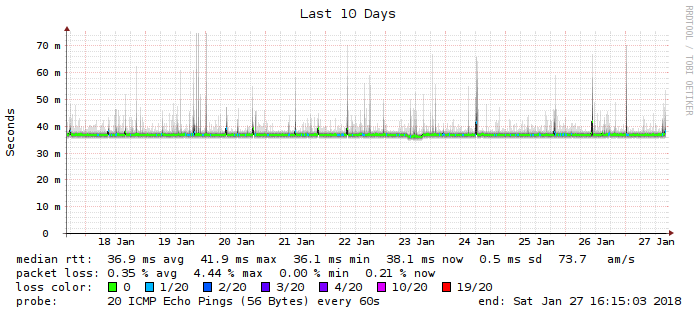 Last 10 Days
RRDTOOL / TOBI OETIKER
Seconds
70 m
60 m
50 m
40 m
30 m
20 m
10 m
0
18 Jan 19 Jan 20 Jan 21 Jan 22 Jan 23 Jan 24 Jan 25 Jan 26 Jan 27 Jan
median rtt: 36.9 ms avg 41.9 ms max 36.1 ms min 38.1 ms now 0.5 ms sd 73.7 am/s
packet loss: 0.35 % avg 4.44 % max 0.00 % min 0.21 % now
loss color: 0 1/20 2/20 3/20 4/20 10/20 19/20
probe: 20 ICMP Echo Pings (56 Bytes) every 60s end: Sat Jan 27 16:15:03 2018